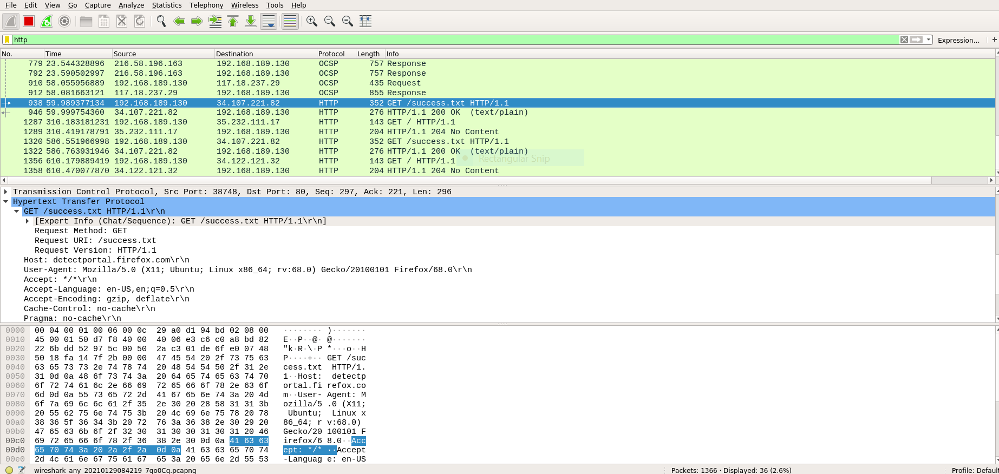 File Edit View Go Capture Analyze Statistics Telephony Wireless Tools Help
http Expression... +
No. Time Source Destination Protocol Length Info
779 23.544328896 216.58.196.163 192.168.189.130 OCSP 757 Response
792 23.590502997 216.58.196.163 192.168.189.130 OCSP 757 Response
910 58.055956889 192.168.189.130 117.18.237.29 OCSP 435 Request
912 58.081663121 117.18.237.29 192.168.189.130 OCSP 855 Response
938 59.989377134 192.168.189.130 34.107.221.82 HTTP 352 GET /success.txt HTTP/1.1
946 59.999754360 34.107.221.82 192.168.189.130 HTTP 276 HTTP/1.1 200 OK (text/plain)
1287 310.183181231 192.168.189.130 35.232.111.17 HTTP 143 GET / HTTP/1.1
1289 310.419178791 35.232.111.17 192.168.189.130 HTTP 204 HTTP/1.1 204 No Content
1320 586.551966998 192.168.189.130 34.107.221.82 HTTP 352 GET /success.txt HTTP/1.1
1322 586.763931946 34.107.221.82 192.168.189.130 HTTP 276 HTTP/1.1 200 OK (text/plain)
1356 610.179889419 192.168.189.130 34.122.121.32 HTTP 143 GET / HTTP/1.1
Rectangular Snip
1358 610.470077870 34.122.121.32 192.168.189.130 HTTP 204 HTTP/1.1 204 No Content
Transmission Control Protocol, Src Port: 38748, Dst Port: 80, Seq: 297, Ack: 221, Len: 296
Hypertext Transfer Protocol
GET /success.txt HTTP/1.1\r\n
[Expert Info (Chat/Sequence): GET /success.txt HTTP/1.1\r\n]
Request Method: GET
Request URI: /success.txt
Request Version: HTTP/1.1
Host: detectportal.firefox.com\r\n
User-Agent: Mozilla/5.0 (X11; Ubuntu; Linux x86_64; rv:68.0) Gecko/20100101 Firefox/68.0\r\n
Accept: */*\r\n
Accept-Language: en-US,en;q=0.5\r\n
Accept-Encoding: gzip, deflate\r\n
Cache-Control: no-cache\r\n
Pragma: no-cache\r\n
0000 00 04 00 01 00 06 00 0c 29 a0 d1 94 bd 02 08 00 ········ )·······
0010 45 00 01 50 d7 f8 40 00 40 06 e3 c6 c0 a8 bd 82 E··P··@· @·······
0020 22 6b dd 52 97 5c 00 50 2a c3 01 de 6f e0 07 48 "k·R·\·P *···o··H
0030 50 18 fa 14 7f 2b 00 00 47 45 54 20 2f 73 75 63 P····+·· GET /suc
0040 63 65 73 73 2e 74 78 74 20 48 54 54 50 2f 31 2e cess.txt HTTP/1.
0050 31 0d 0a 48 6f 73 74 3a 20 64 65 74 65 63 74 70 1··Host: detectp
0060 6f 72 74 61 6c 2e 66 69 72 65 66 6f 78 2e 63 6f ortal.fi refox.co
0070 6d 0d 0a 55 73 65 72 2d 41 67 65 6e 74 3a 20 4d m··User- Agent: M
0080 6f 7a 69 6c 6c 61 2f 35 2e 30 20 28 58 31 31 3b ozilla/5 .0 (X11;
0090 20 55 62 75 6e 74 75 3b 20 4c 69 6e 75 78 20 78 Ubuntu; Linux x
00a0 38 36 5f 36 34 3b 20 72 76 3a 36 38 2e 30 29 20 86_64; r v:68.0)
00b0 47 65 63 6b 6f 2f 32 30 31 30 30 31 30 31 20 46 Gecko/20 100101 F
00c0 69 72 65 66 6f 78 2f 36 38 2e 30 0d 0a 41 63 63 irefox/6 8.0··Acc
00d0 65 70 74 3a 20 2a 2f 2a 0d 0a 41 63 63 65 70 74 ept: */* ··Accept
00e0 2d 4c 61 6e 67 75 61 67 65 3a 20 65 6e 2d 55 53 -Languag e: en-US
wireshark_any_20210129084219_7qo0Cq.pcapng Packets: 1366 · Displayed: 36 (2.6%) Profile: Defaul